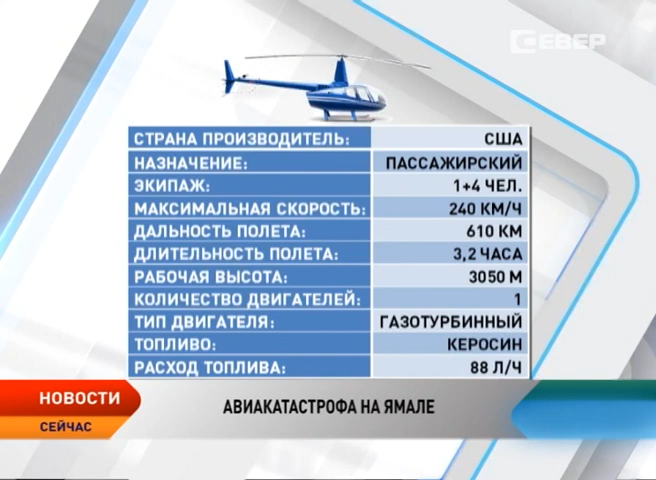 СЕВЕР
СТРАНА ПРОИЗВОДИТЕЛЬ: США
НАЗНАЧЕНИЕ: ПАССАЖИРСКИЙ
ЭКИПАЖ: 1+4 ЧЕЛ.
МАКСИМАЛЬНАЯ СКОРОСТЬ: 240 КМ/Ч
ДАЛЬНОСТЬ ПОЛЕТА: 610 КМ
ДЛИТЕЛЬНОСТЬ ПОЛЕТА: 3,2 ЧАСА
РАБОЧАЯ ВЫСОТА: 3050 М
КОЛИЧЕСТВО ДВИГАТЕЛЕЙ: 1
ТИП ДВИГАТЕЛЯ: ГАЗОТУРБИННЫЙ
ТОПЛИВО: КЕРОСИН
РАСХОД ТОПЛИВА: 88 Л/Ч
НОВОСТИ
СЕЙЧАС
АВИАКАТАСТРОФА НА ЯМАЛЕ